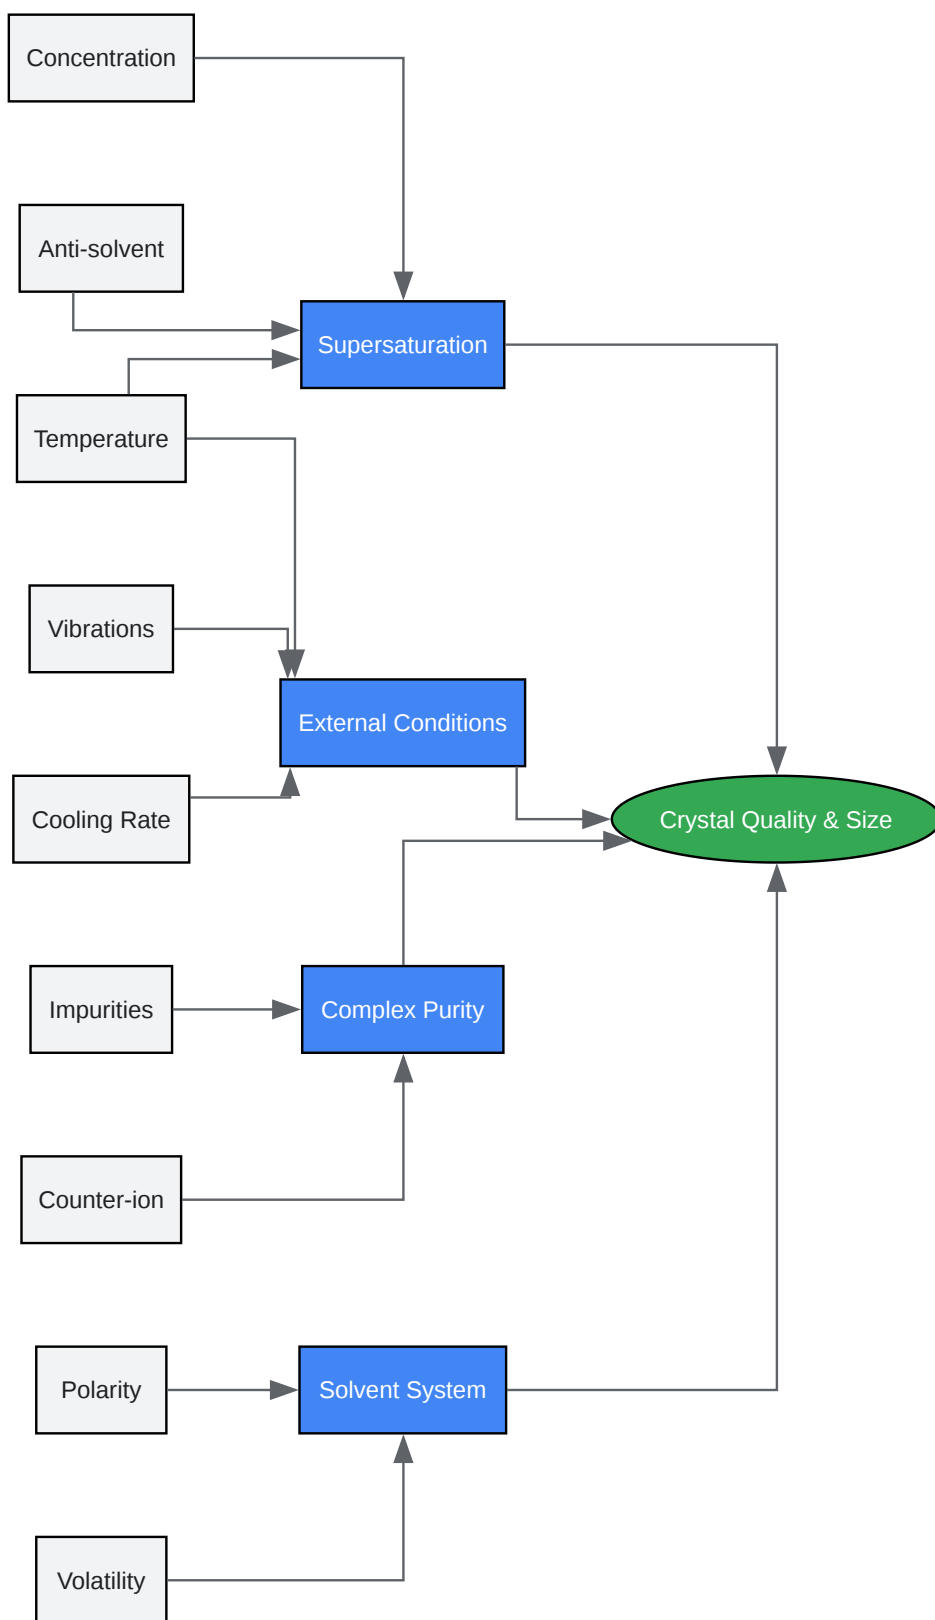 Concentration
Anti-solvent
Supersaturation
Temperature
Vibrations
External Conditions
Cooling Rate
Crystal Quality & Size
Impurities
Complex Purity
Counter-ion
Polarity
Solvent System
Volatility